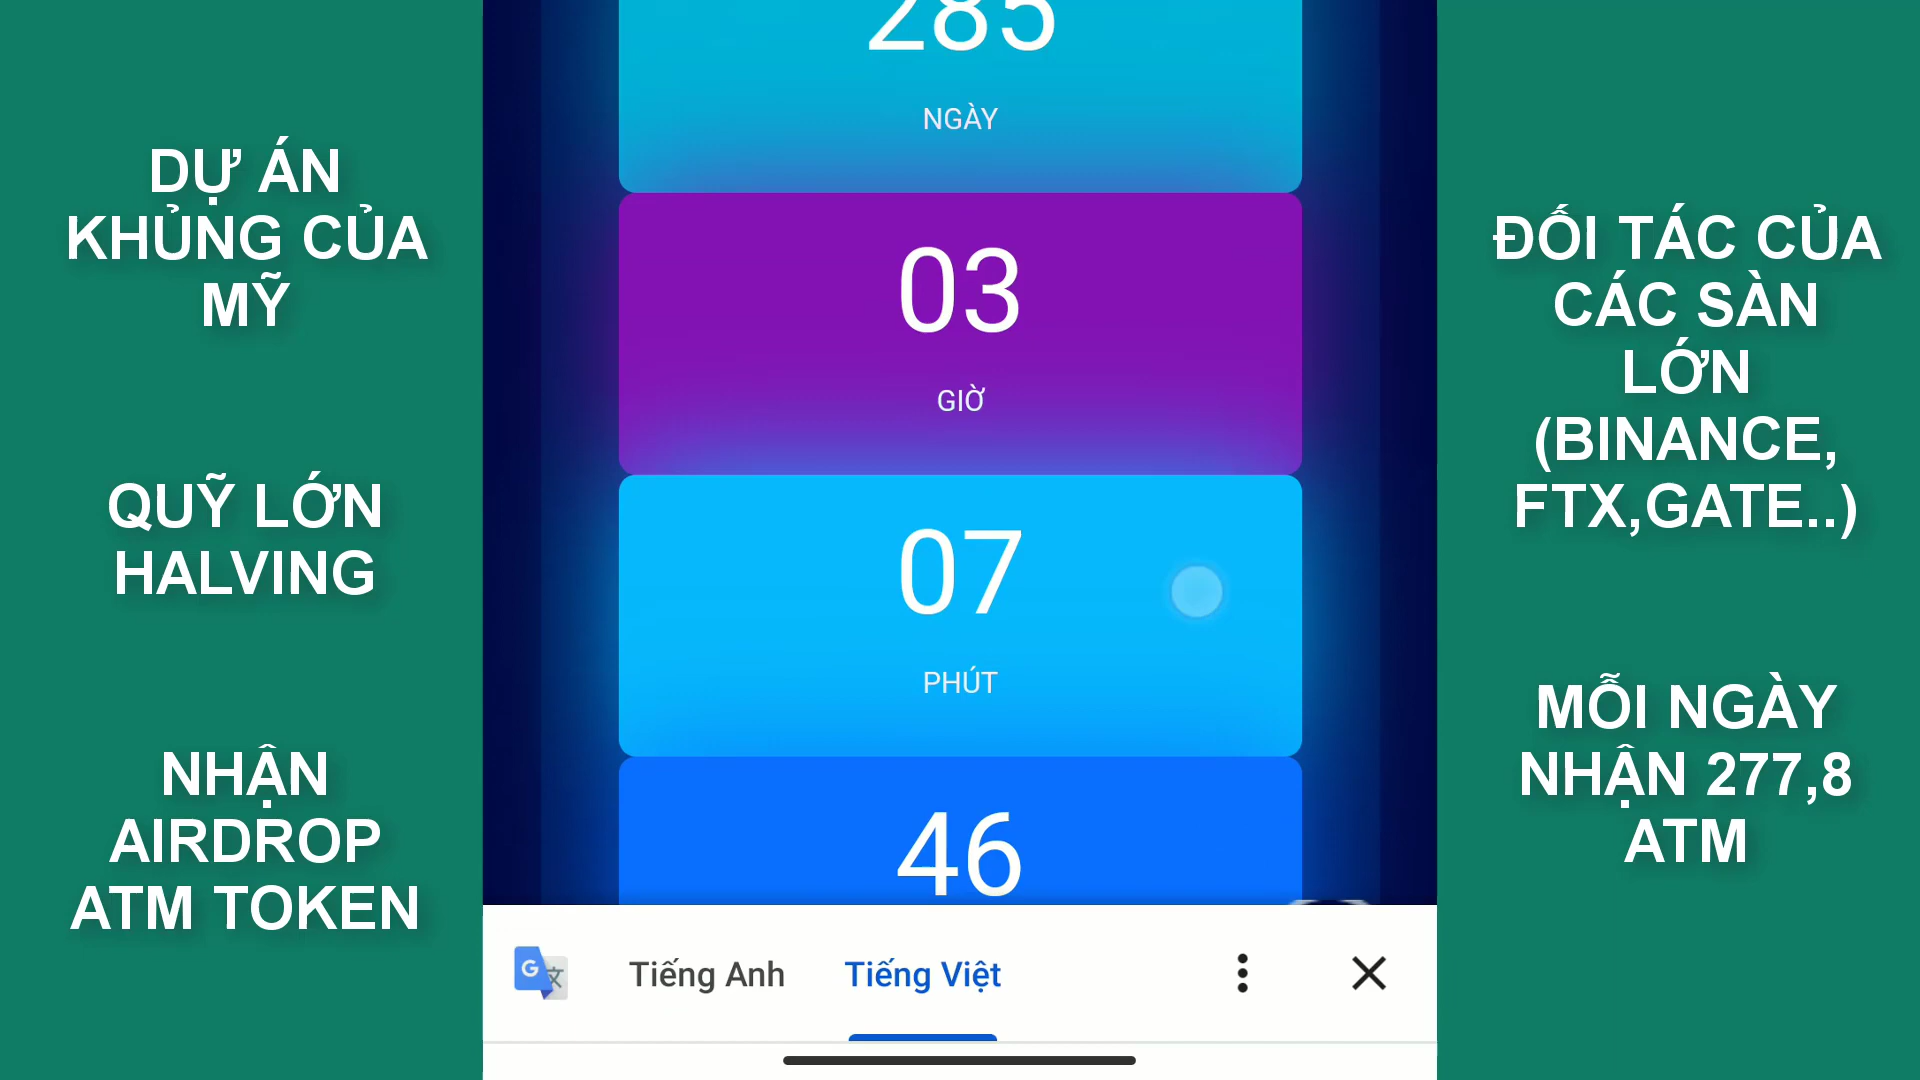 DỰ ÁN
KHỦNG CỦA
MỸ
QUỸ LỚN
HALVING
NHẬN
AIRDROP
ATM TOKEN
285
NGÀY
03
GIỜ
07
PHÚT
46
Tiếng Anh
Tiếng Việt
ĐỐI TÁC CỦA
CÁC SÀN
LỚN
(BINANCE,
FTX,GATE..)
MỖI NGÀY
NHẬN 277,8
ATM